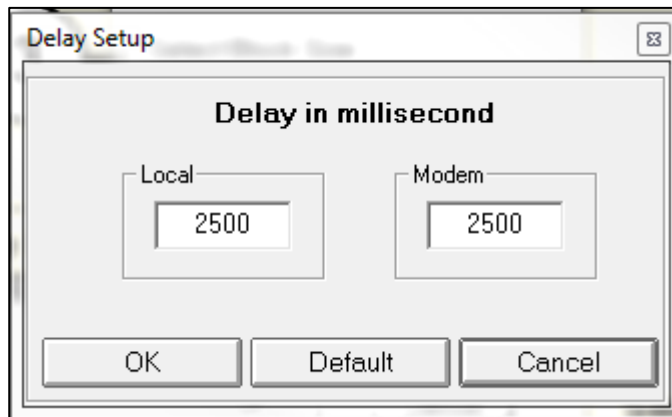 Delay Setup
Delay in millisecond
Local
Modem
2500
2500
OK
Default
Cancel